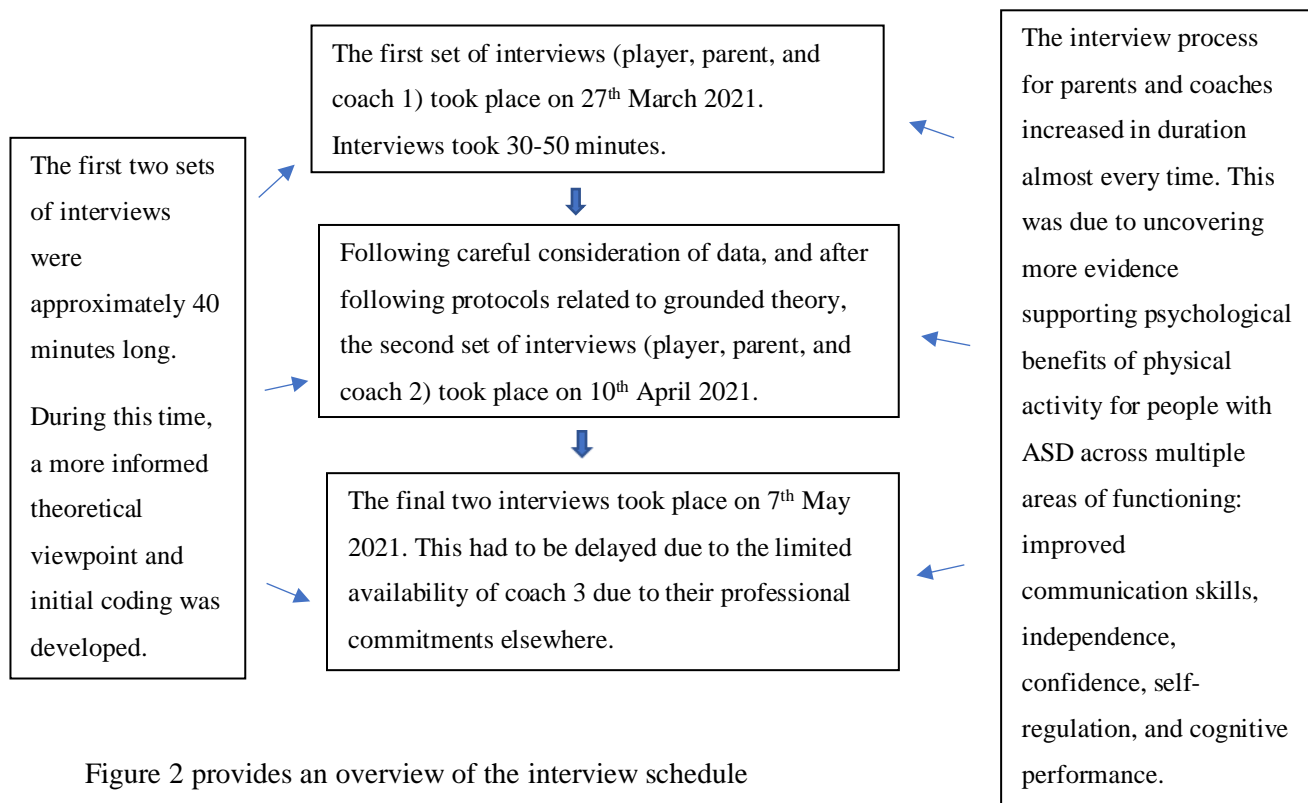 The first two sets
of interviews
were
approximately 40
minutes long.
During this time,
a more informed
theoretical
viewpoint and
initial coding was
developed.
The first set of interviews (player, parent, and
coach 1) took place on 27th March 2021.
Interviews took 30-50 minutes.
Following careful consideration of data, and after
following protocols related to grounded theory,
the second set of interviews (player, parent, and
coach 2) took place on 10th April 2021.
The final two interviews took place on 7th May
2021. This had to be delayed due to the limited
availability of coach 3 due to their professional
commitments elsewhere.
The interview process
for parents and coaches
increased in duration
almost every time. This
was due to uncovering
more evidence
supporting psychological
benefits of physical
activity for people with
ASD across multiple
areas of functioning:
improved
communication skills,
independence,
confidence, self-
regulation, and cognitive
performance.
Figure 2 provides an overview of the interview schedule